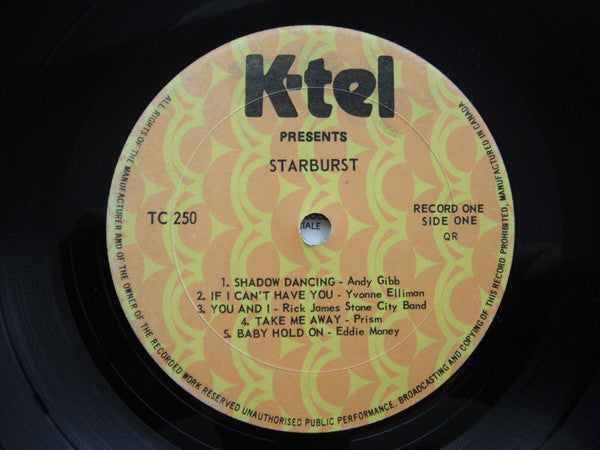 K-tel
PRESENTS
STARBURST
TC 250
RECORD ONE
SIDE ONE
QR
1. SHADOW DANCING - Andy Gibb
2. IF I CAN'T HAVE YOU - Yvonne Elliman
3. YOU AND I - Rick James Stone City Band
4. TAKE ME AWAY - Prism
5. BABY HOLD ON - Eddie Money
ALL RIGHTS OF THE MANUFACTURER AND OF THE OWNER OF THE RECORDED WORK RESERVED UNAUTHORISED PUBLIC PERFORMANCE, BROADCASTING AND COPYING OF THIS RECORD PROHIBITED, MANUFACTURED IN CANADA